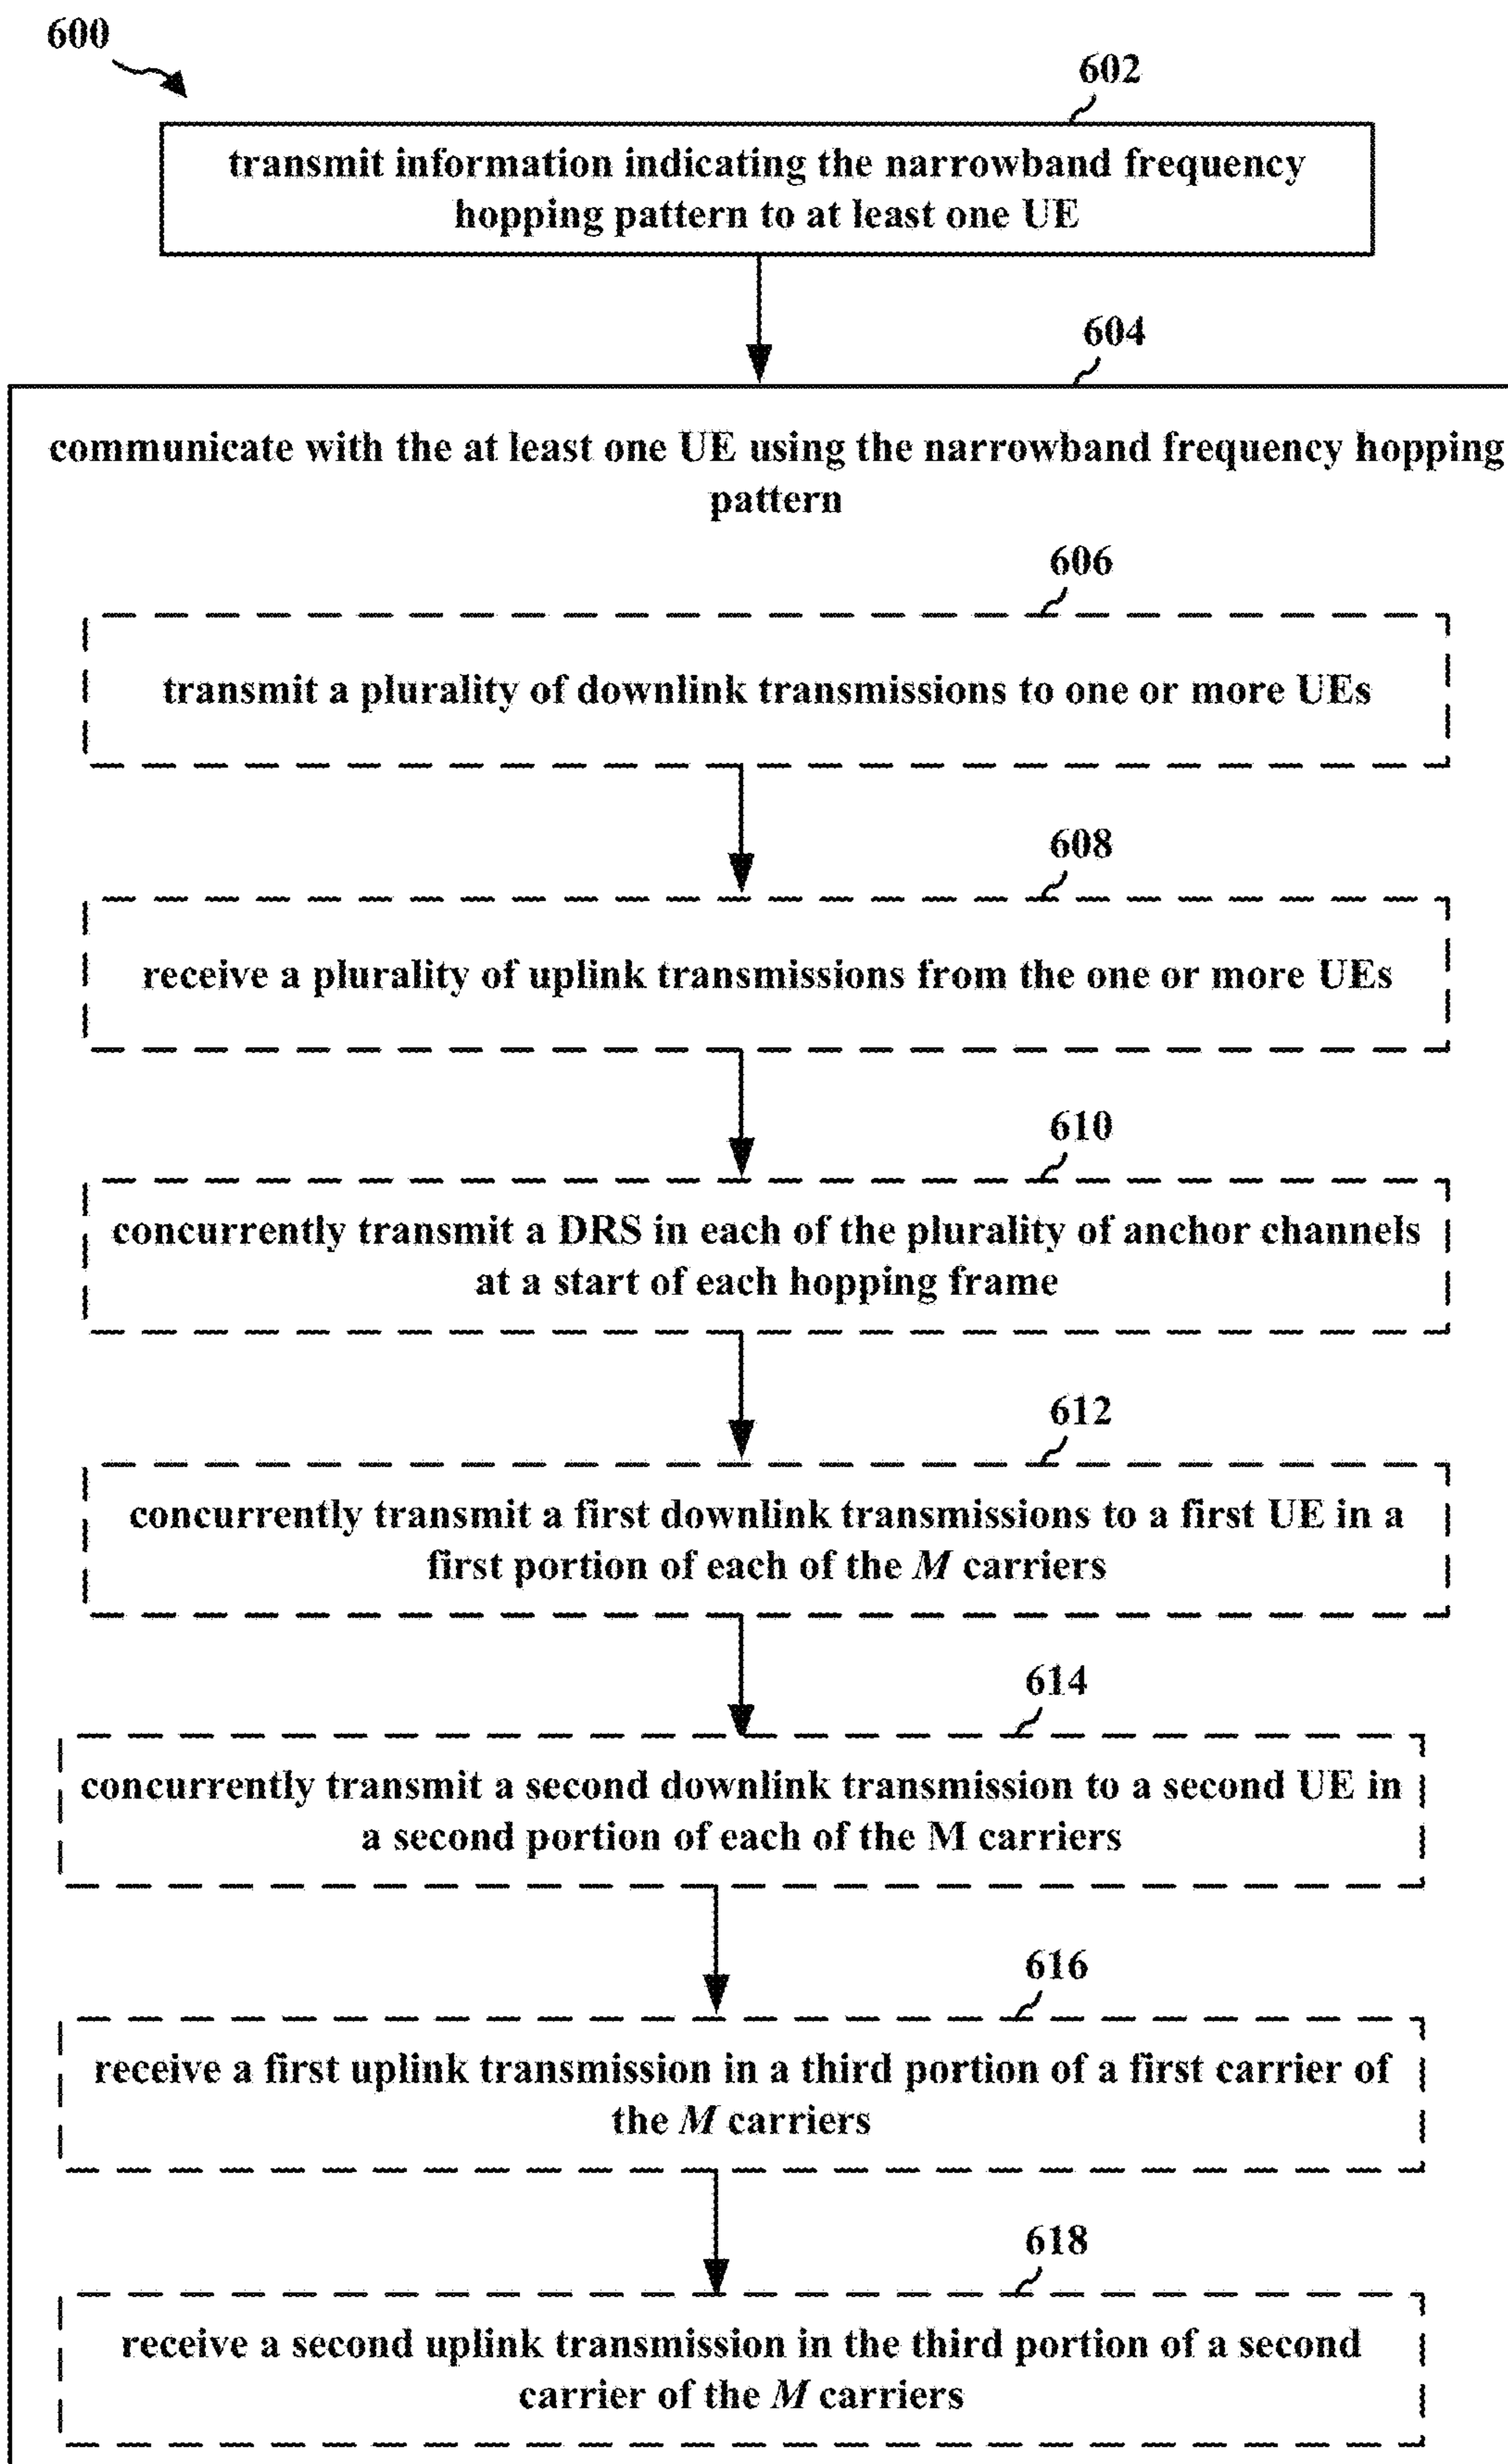 600
602
transmit information indicating the narrowband frequency
hopping pattern to at least one UE
604
communicate with the at least one UE using the narrowband frequency hopping
pattern
606
transmit a plurality of downlink transmissions to one or more UEs
608
receive a plurality of uplink transmissions from the one or more UEs
610
concurrently transmit a DRS in each of the plurality of anchor channels
at a start of each hopping frame
612
concurrently transmit a first downlink transmissions to a first UE in a
first portion of each of the M carriers
614
concurrently transmit a second downlink transmission to a second UE in
a second portion of each of the M carriers
616
receive a first uplink transmission in a third portion of a first carrier of
the M carriers
618
receive a second uplink transmission in the third portion of a second
carrier of the M carriers